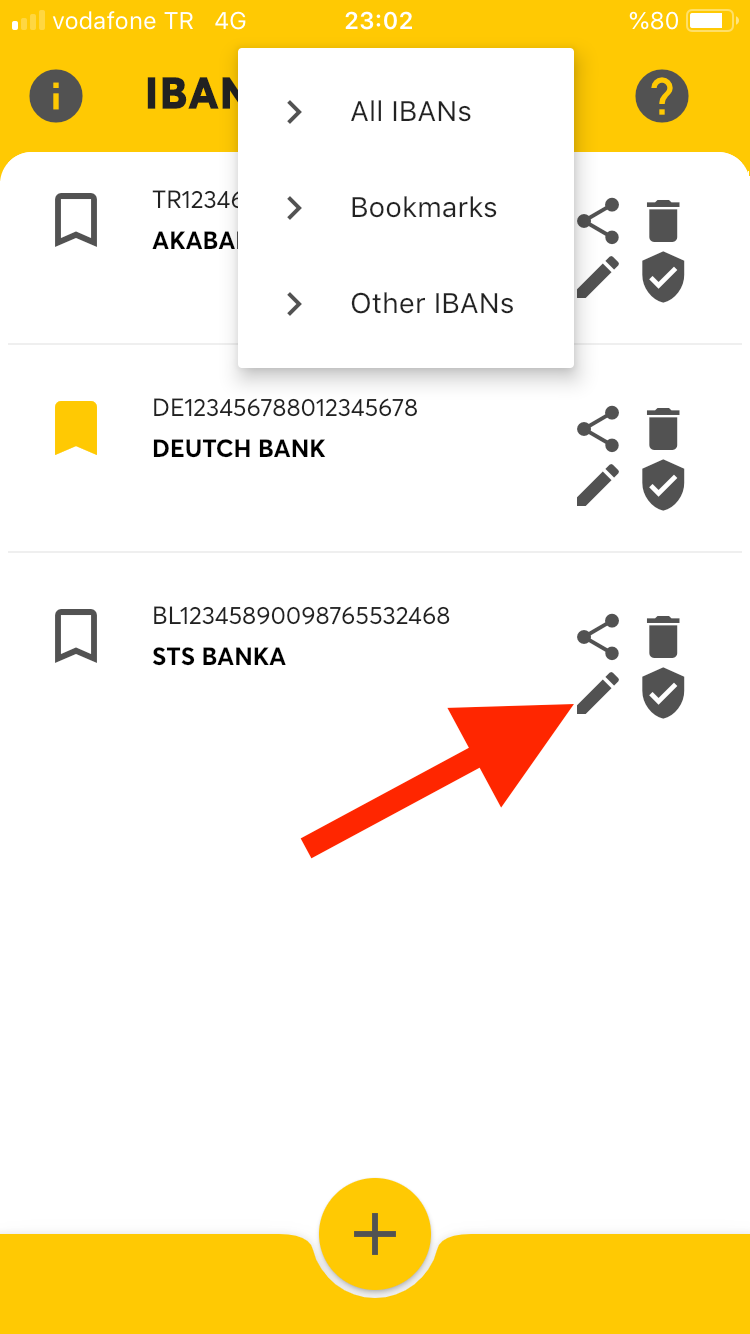 vodafone TR 4G 23:02 %80
IBAN
All IBANs
Bookmarks
Other IBANs
TR12346
AKABA
DE123456788012345678
DEUTCH BANK
BL12345890098765532468
STS BANKA